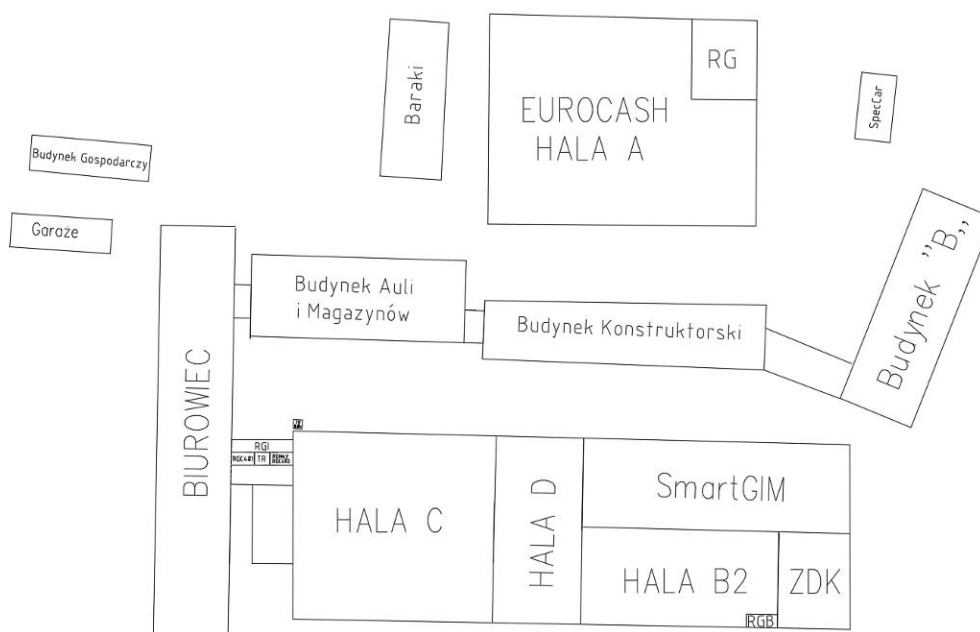 RG
Baraki
EUROCASH
HALA A
SpecCar
Budynek Gospodarczy
Garaże
Budynek "B,,
Budynek Auli
i Magazynów
Budynek Konstruktorski
BIUROWIEC
RGI
TR
SmartGIM
HALA C
HALA D
HALA B2
ZDK
RGB